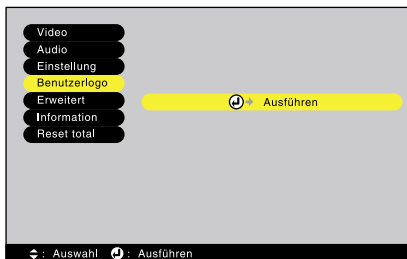 Video
Audio
Einstellung
Benutzerlogo
Erweitert
Ausführen
Information
Reset total
: Auswahl : Ausführen